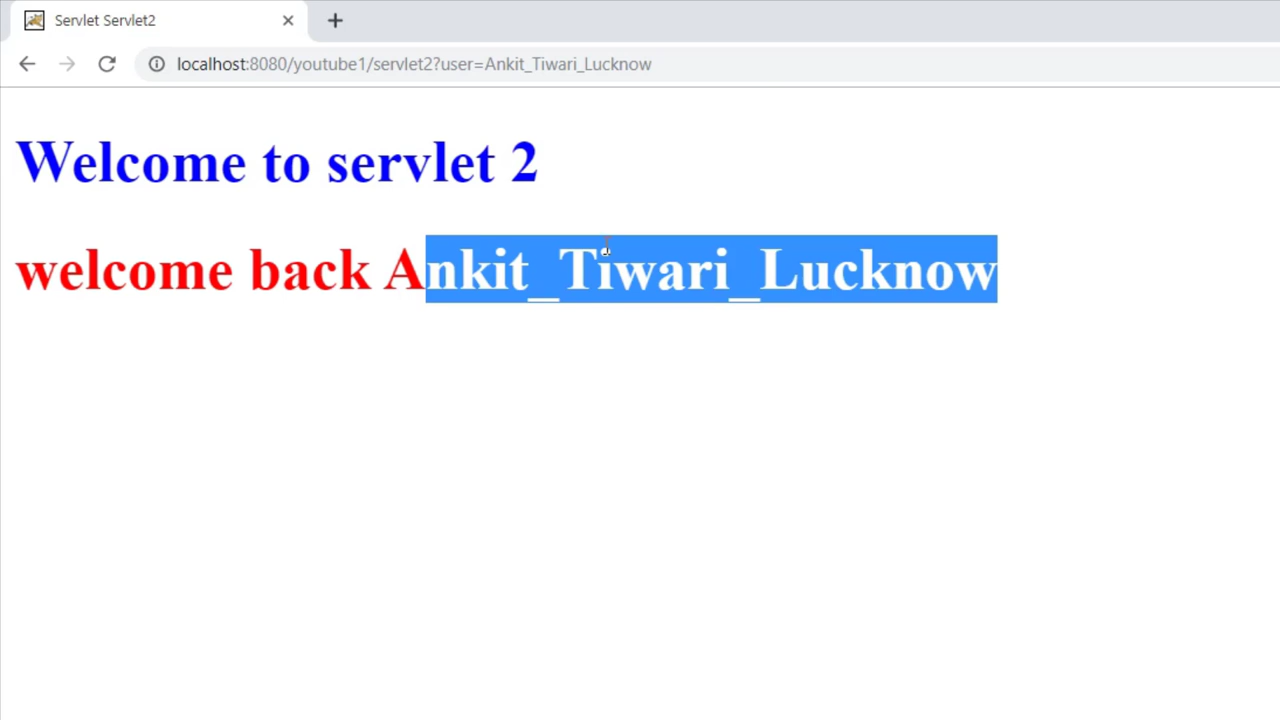 Servlet Servlet2
localhost:8080/youtube1/servlet2?user=Ankit_Tiwari_Lucknow
Welcome to servlet 2
welcome back Ankit_Tiwari_Lucknow